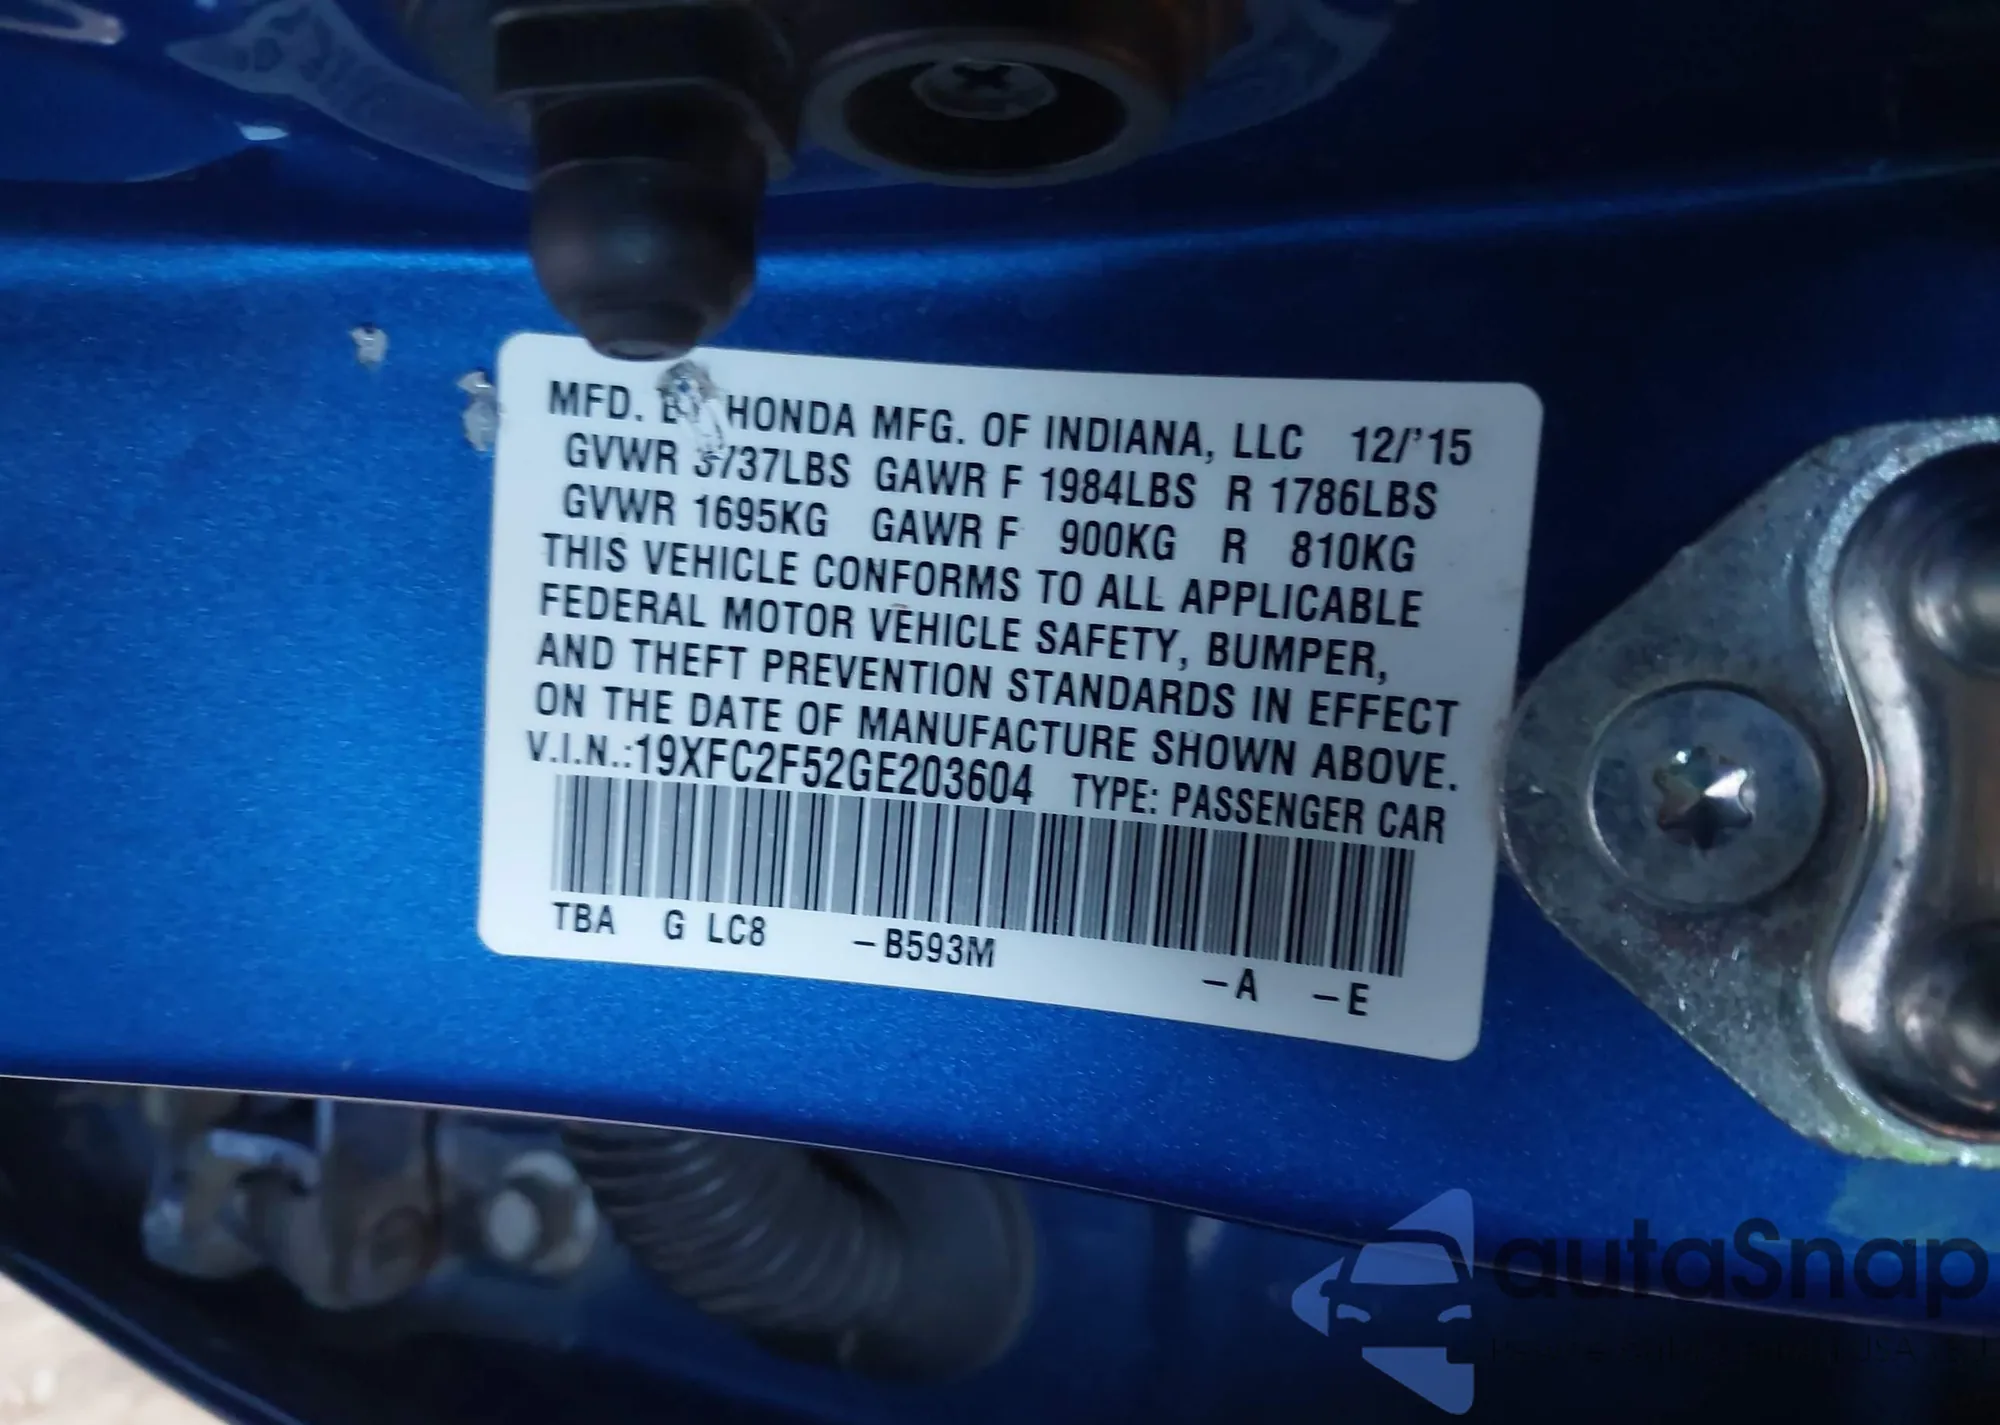 MFD. BY HONDA MFG. OF INDIANA, LLC 12/'15
GVWR 3737LBS GAWR F 1984LBS R 1786LBS
GVWR 1695KG GAWR F 900KG R 810KG
THIS VEHICLE CONFORMS TO ALL APPLICABLE
FEDERAL MOTOR VEHICLE SAFETY, BUMPER,
AND THEFT PREVENTION STANDARDS IN EFFECT
ON THE DATE OF MANUFACTURE SHOWN ABOVE.
V.I.N.:19XFC2F52GE203604 TYPE: PASSENGER CAR
TBA G LC8 -B593M -A -E
autaSnap